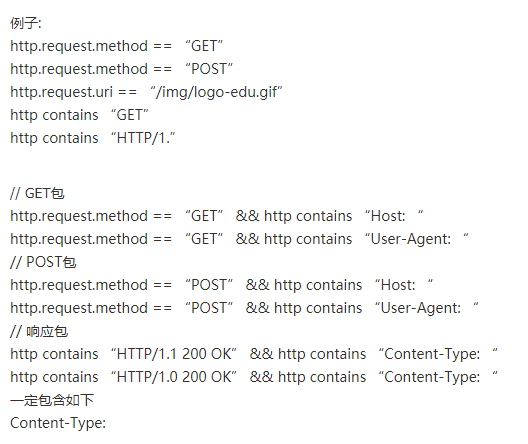 例子:
http.request.method == “GET”
http.request.method == “POST”
http.request.uri == “/img/logo-edu.gif”
http contains “GET”
http contains “HTTP/1.”
// GET包
http.request.method == “GET” && http contains “Host: “
http.request.method == “GET” && http contains “User-Agent: “
// POST包
http.request.method == “POST” && http contains “Host: “
http.request.method == “POST” && http contains “User-Agent: “
// 响应包
http contains “HTTP/1.1 200 OK” && http contains “Content-Type: “
http contains “HTTP/1.0 200 OK” && http contains “Content-Type: “
一定包含如下
Content-Type: